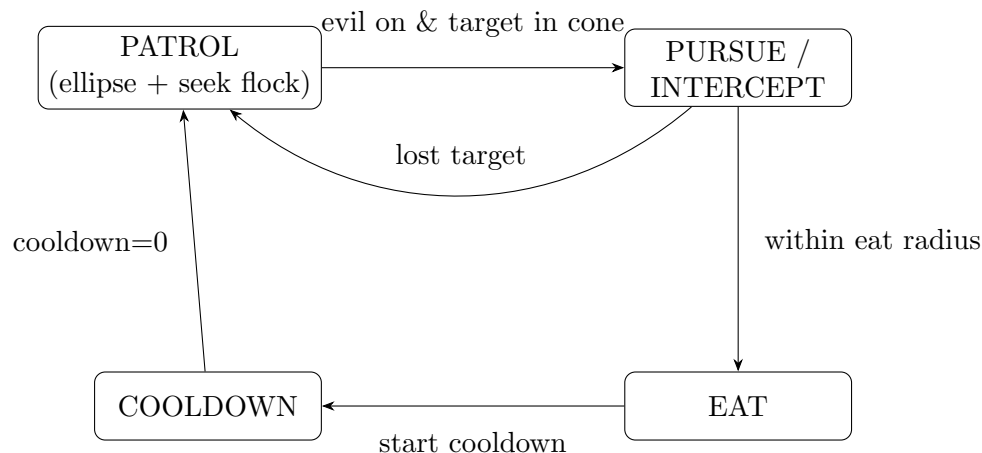 evil on & target in cone
PATROL
(ellipse + seek flock)
PURSUE /
INTERCEPT
lost target
cooldown=0
within eat radius
COOLDOWN
EAT
start cooldown